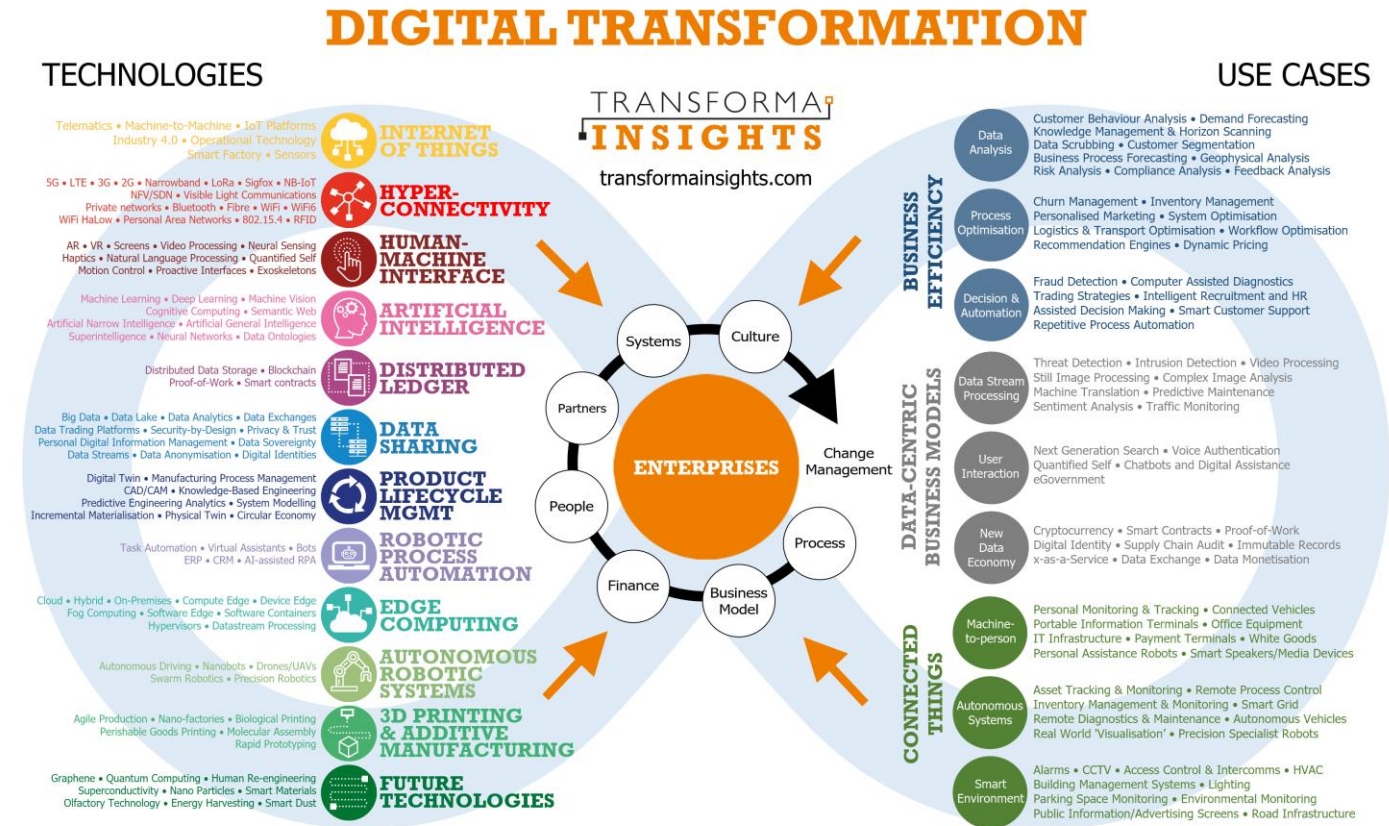 DIGITAL TRANSFORMATION
TECHNOLOGIES
USE CASES
TRANSFORMA
INSIGHTS
transformainsights.com
Telematics • Machine-to-Machine • IoT Platforms
Industry 4.0 • Operational Technology
Smart Factory • Sensors
INTERNET
OF THINGS
5G • LTE • 3G • 2G • Narrowband • LoRa • Sigfox • NB-IoT
NFV/SDN • Visible Light Communications
Private networks • Bluetooth • Fibre • WiFi • WiFi6
WiFi HaLow • Personal Area Networks • 802.15.4 • RFID
HYPER-
CONNECTIVITY
AR • VR • Screens • Video Processing • Neural Sensing
Haptics • Natural Language Processing • Quantified Self
Motion Control • Proactive Interfaces • Exoskeletons
HUMAN-
MACHINE
INTERFACE
Machine Learning • Deep Learning • Machine Vision
Cognitive Computing • Semantic Web
Artificial Narrow Intelligence • Artificial General Intelligence
Superintelligence • Neural Networks • Data Ontologies
ARTIFICIAL
INTELLIGENCE
Distributed Data Storage • Blockchain
Proof-of-Work • Smart contracts
DISTRIBUTED
LEDGER
Big Data • Data Lake • Data Analytics • Data Exchanges
Data Trading Platforms • Security-by-Design • Privacy & Trust
Personal Digital Information Management • Data Sovereignty
Data Streams • Data Anonymisation • Digital Identities
DATA
SHARING
Digital Twin • Manufacturing Process Management
CAD/CAM • Knowledge-Based Engineering
Predictive Engineering Analytics • System Modelling
Incremental Materialisation • Physical Twin • Circular Economy
PRODUCT
LIFECYCLE
MGMT
Task Automation • Virtual Assistants • Bots
ERP • CRM • AI-assisted RPA
ROBOTIC
PROCESS
AUTOMATION
Cloud • Hybrid • On-Premises • Compute Edge • Device Edge
Fog Computing • Software Edge • Software Containers
Hypervisors • Datastream Processing
EDGE
COMPUTING
Autonomous Driving • Nanobots • Drones/UAVs
Swarm Robotics • Precision Robotics
AUTONOMOUS
ROBOTIC
SYSTEMS
Agile Production • Nano-factories • Biological Printing
Perishable Goods Printing • Molecular Assembly
Rapid Prototyping
3D PRINTING
& ADDITIVE
MANUFACTURING
Graphene • Quantum Computing • Human Re-engineering
Superconductivity • Nano Particles • Smart Materials
Olfactory Technology • Energy Harvesting • Smart Dust
FUTURE
TECHNOLOGIES
Systems
Culture
Partners
ENTERPRISES
Change
Management
People
Process
Finance
Business
Model
BUSINESS
EFFICIENCY
Data
Analysis
Customer Behaviour Analysis • Demand Forecasting
Knowledge Management & Horizon Scanning
Data Scrubbing • Customer Segmentation
Business Process Forecasting • Geophysical Analysis
Risk Analysis • Compliance Analysis • Feedback Analysis
Process
Optimisation
Churn Management • Inventory Management
Personalised Marketing • System Optimisation
Logistics & Transport Optimisation • Workflow Optimisation
Recommendation Engines • Dynamic Pricing
Decision &
Automation
Fraud Detection • Computer Assisted Diagnostics
Trading Strategies • Intelligent Recruitment and HR
Assisted Decision Making • Smart Customer Support
Repetitive Process Automation
DATA-CENTRIC
BUSINESS MODELS
Data Stream
Processing
Threat Detection • Intrusion Detection • Video Processing
Still Image Processing • Complex Image Analysis
Machine Translation • Predictive Maintenance
Sentiment Analysis • Traffic Monitoring
User
Interaction
Next Generation Search • Voice Authentication
Quantified Self • Chatbots and Digital Assistance
eGovernment
New
Data
Economy
Cryptocurrency • Smart Contracts • Proof-of-Work
Digital Identity • Supply Chain Audit • Immutable Records
x-as-a-Service • Data Exchange • Data Monetisation
CONNECTED
THINGS
Machine-
to-person
Personal Monitoring & Tracking • Connected Vehicles
Portable Information Terminals • Office Equipment
IT Infrastructure • Payment Terminals • White Goods
Personal Assistance Robots • Smart Speakers/Media Devices
Autonomous
Systems
Asset Tracking & Monitoring • Remote Process Control
Inventory Management & Monitoring • Smart Grid
Remote Diagnostics & Maintenance • Autonomous Vehicles
Real World 'Visualisation' • Precision Specialist Robots
Smart
Environment
Alarms • CCTV • Access Control & Intercomms • HVAC
Building Management Systems • Lighting
Parking Space Monitoring • Environmental Monitoring
Public Information/Advertising Screens • Road Infrastructure